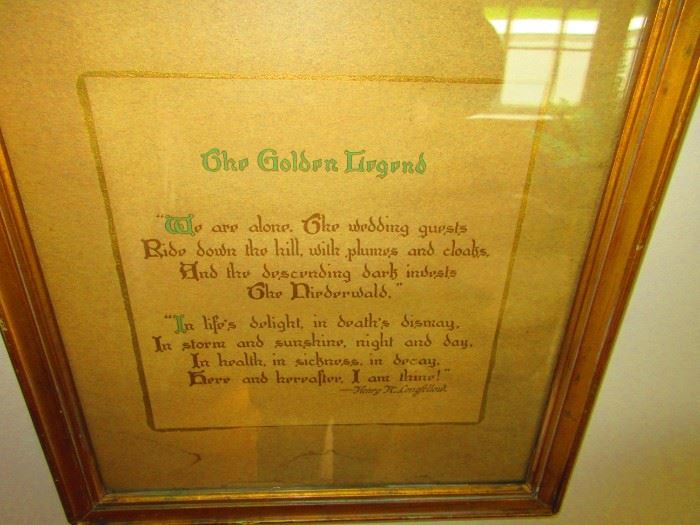 The Golden Legend
"We are alone. The wedding guests
Ride down the hill, with plumes and cloaks,
And the descending dark invests
The Niederwald."
"In life's delight, in death's dismay,
In storm and sunshine, night and day,
In health, in sickness, in decay,
Here and hereafter, I am thine!"
—Henry W. Longfellow